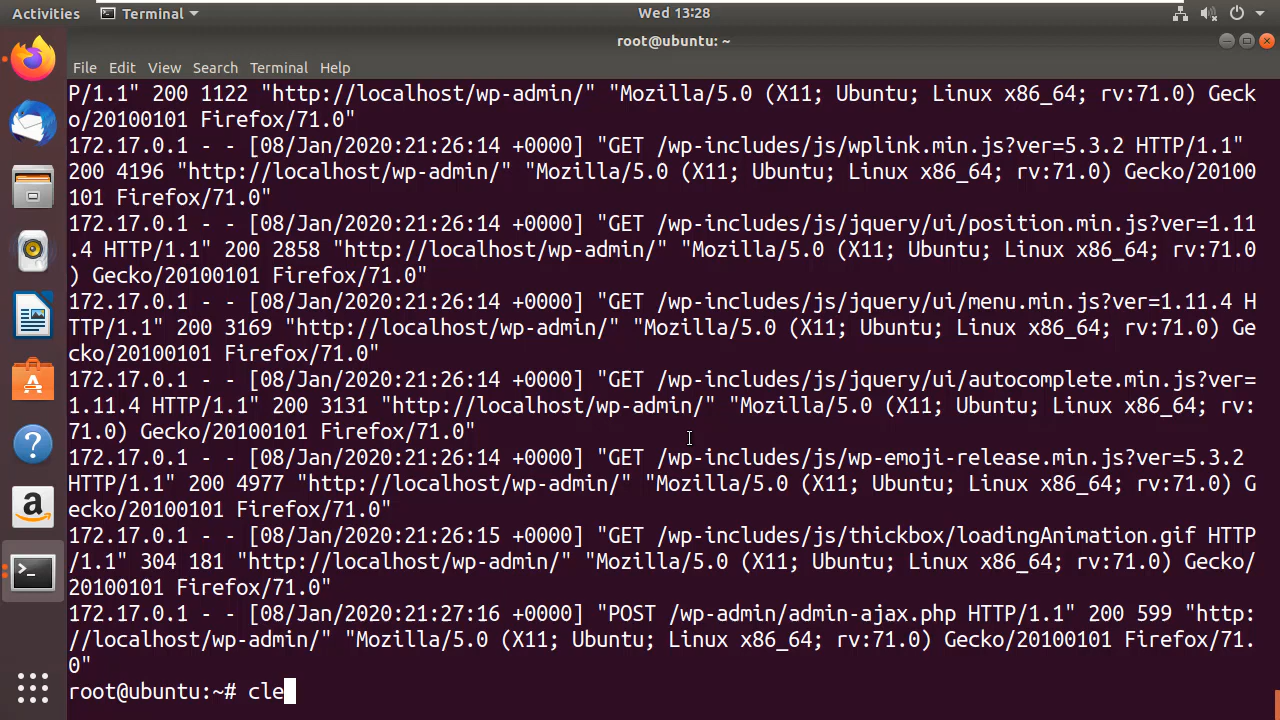 Activities Terminal Wed 13:28
root@ubuntu: ~
File Edit View Search Terminal Help
P/1.1" 200 1122 "http://localhost/wp-admin/" "Mozilla/5.0 (X11; Ubuntu; Linux x86_64; rv:71.0) Geck
o/20100101 Firefox/71.0"
172.17.0.1 - - [08/Jan/2020:21:26:14 +0000] "GET /wp-includes/js/wplink.min.js?ver=5.3.2 HTTP/1.1"
200 4196 "http://localhost/wp-admin/" "Mozilla/5.0 (X11; Ubuntu; Linux x86_64; rv:71.0) Gecko/20100
101 Firefox/71.0"
172.17.0.1 - - [08/Jan/2020:21:26:14 +0000] "GET /wp-includes/js/jquery/ui/position.min.js?ver=1.11
.4 HTTP/1.1" 200 2858 "http://localhost/wp-admin/" "Mozilla/5.0 (X11; Ubuntu; Linux x86_64; rv:71.0
) Gecko/20100101 Firefox/71.0"
172.17.0.1 - - [08/Jan/2020:21:26:14 +0000] "GET /wp-includes/js/jquery/ui/menu.min.js?ver=1.11.4 H
TTP/1.1" 200 3169 "http://localhost/wp-admin/" "Mozilla/5.0 (X11; Ubuntu; Linux x86_64; rv:71.0) Ge
cko/20100101 Firefox/71.0"
172.17.0.1 - - [08/Jan/2020:21:26:14 +0000] "GET /wp-includes/js/jquery/ui/autocomplete.min.js?ver=
1.11.4 HTTP/1.1" 200 3131 "http://localhost/wp-admin/" "Mozilla/5.0 (X11; Ubuntu; Linux x86_64; rv:
71.0) Gecko/20100101 Firefox/71.0"
172.17.0.1 - - [08/Jan/2020:21:26:14 +0000] "GET /wp-includes/js/wp-emoji-release.min.js?ver=5.3.2
HTTP/1.1" 200 4977 "http://localhost/wp-admin/" "Mozilla/5.0 (X11; Ubuntu; Linux x86_64; rv:71.0) G
ecko/20100101 Firefox/71.0"
172.17.0.1 - - [08/Jan/2020:21:26:15 +0000] "GET /wp-includes/js/thickbox/loadingAnimation.gif HTTP
/1.1" 304 181 "http://localhost/wp-admin/" "Mozilla/5.0 (X11; Ubuntu; Linux x86_64; rv:71.0) Gecko/
20100101 Firefox/71.0"
172.17.0.1 - - [08/Jan/2020:21:27:16 +0000] "POST /wp-admin/admin-ajax.php HTTP/1.1" 200 599 "http:
//localhost/wp-admin/" "Mozilla/5.0 (X11; Ubuntu; Linux x86_64; rv:71.0) Gecko/20100101 Firefox/71.
0"
root@ubuntu:~# cle